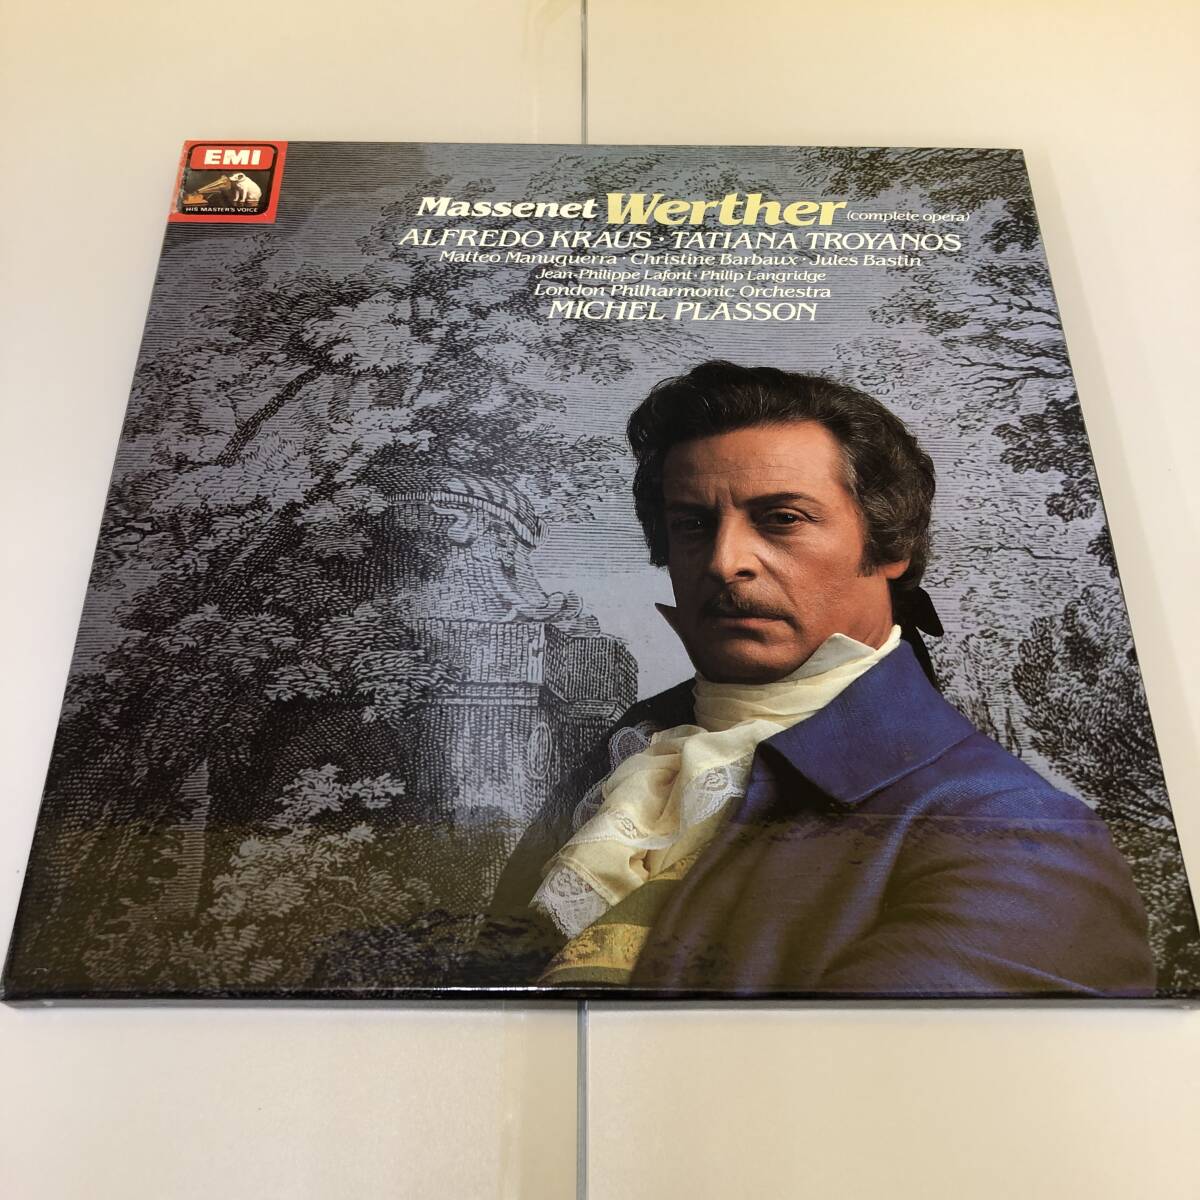 EMI
HIS MASTER'S VOICE
Massenet Werther (complete opera)
ALFREDO KRAUS · TATIANA TROYANOS
Matteo Manuguerra · Christine Barbaux · Jules Bastin
Jean-Philippe Lafont · Philip Langridge
London Philharmonic Orchestra
MICHEL PLASSON